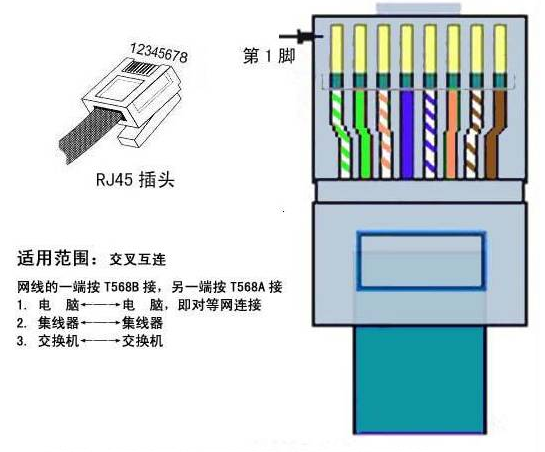 12345678
第1脚
RJ45 插头
适用范围： 交叉互连
网线的一端按 T568B 接，另一端按 T568A 接
1. 电 脑←→电 脑，即对等网连接
2. 集线器←→集线器
3. 交换机←→交换机